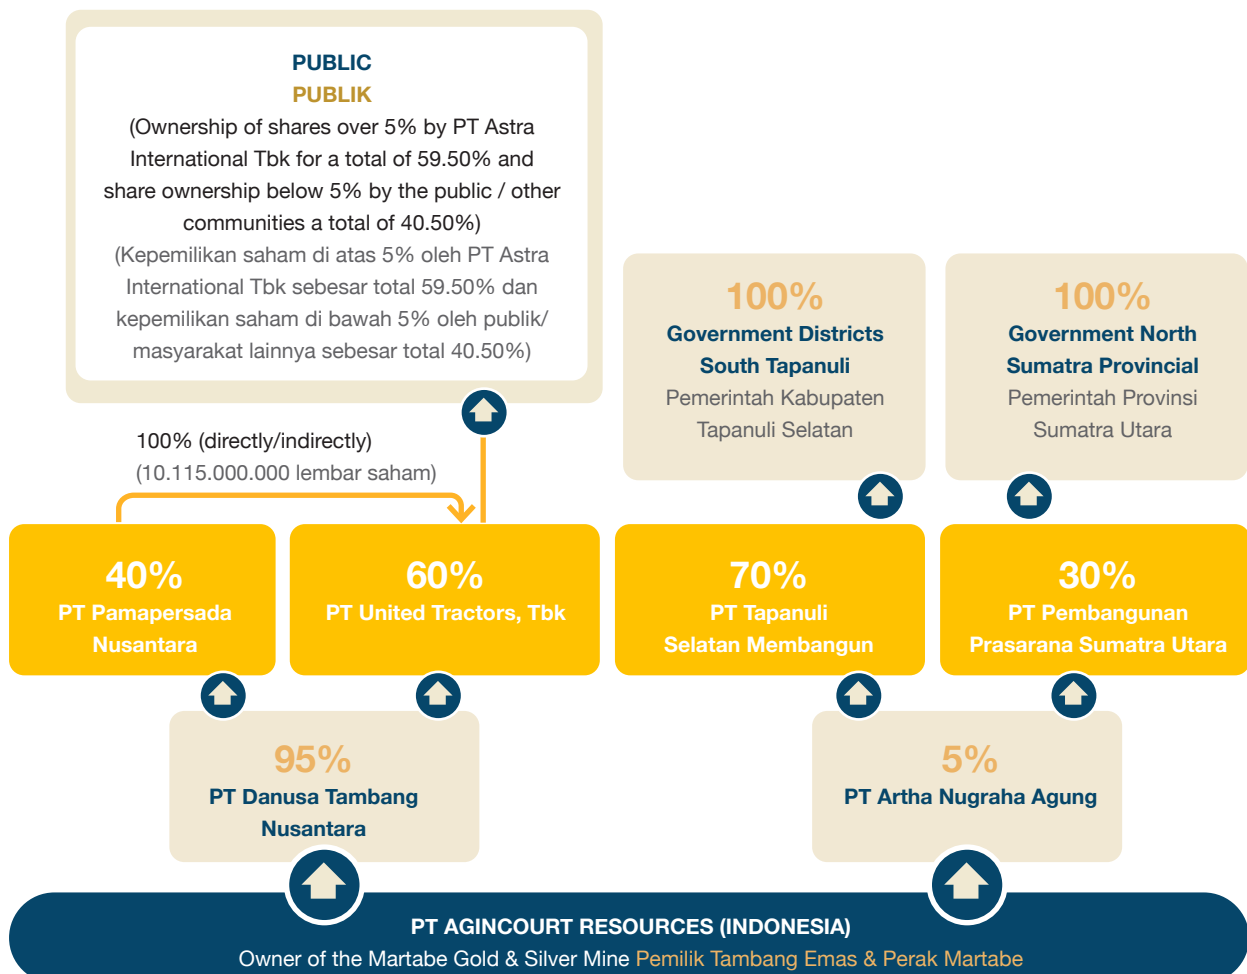 PUBLIC
PUBLIK
(Ownership of shares over 5% by PT Astra
International Tbk for a total of 59.50% and
share ownership below 5% by the public / other
communities a total of 40.50%)
(Kepemilikan saham di atas 5% oleh PT Astra
International Tbk sebesar total 59.50% dan
kepemilikan saham di bawah 5% oleh publik/
masyarakat lainnya sebesar total 40.50%)
100%
Government Districts
South Tapanuli
Pemerintah Kabupaten
Tapanuli Selatan
100%
Government North
Sumatra Provincial
Pemerintah Provinsi
Sumatra Utara
100% (directly/indirectly)
(10.115.000.000 lembar saham)
40%
PT Pamapersada
Nusantara
60%
PT United Tractors, Tbk
70%
PT Tapanuli
Selatan Membangun
30%
PT Pembangunan
Prasarana Sumatra Utara
95%
PT Danusa Tambang
Nusantara
5%
PT Artha Nugraha Agung
PT AGINCOURT RESOURCES (INDONESIA)
Owner of the Martabe Gold & Silver Mine Pemilik Tambang Emas & Perak Martabe